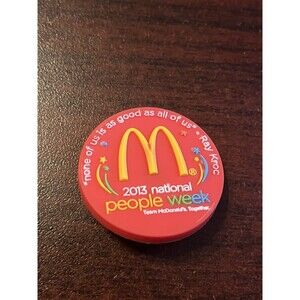 "none of us is as good as all of us" - Ray Kroc
M®
2013 national
people week
Team McDonald's. Together.